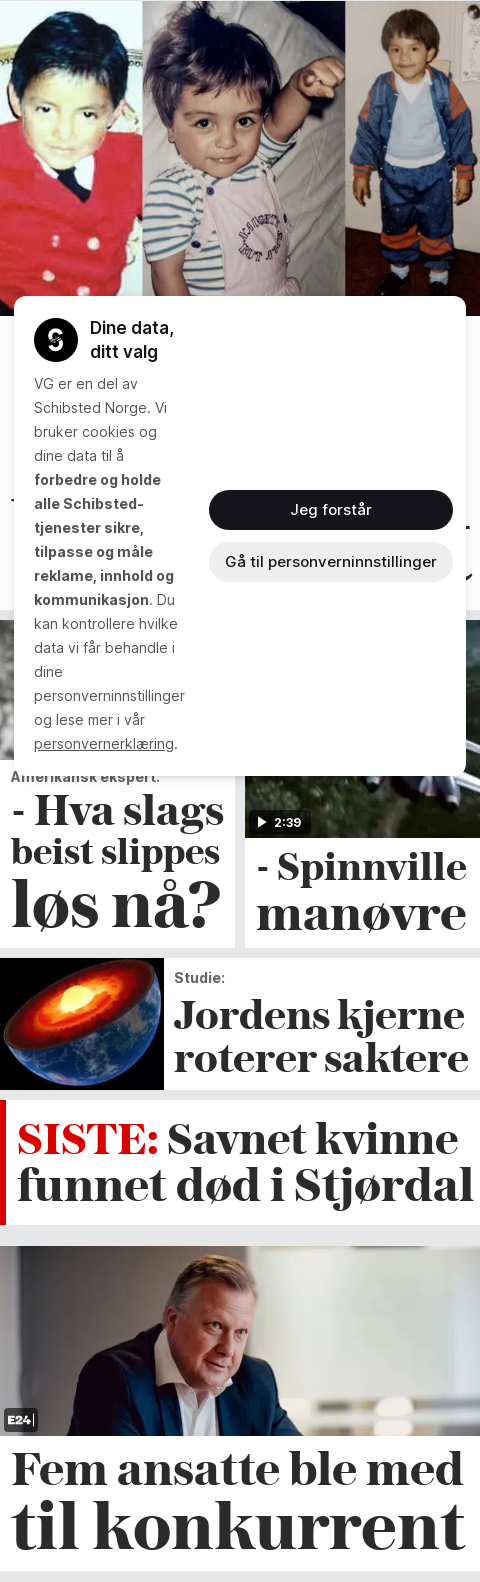 Dine data,
ditt valg
VG er en del av
Schibsted Norge. Vi
bruker cookies og
dine data til å
forbedre og holde
alle Schibsted-
tjenester sikre,
tilpasse og måle
reklame, innhold og
kommunikasjon. Du
kan kontrollere hvilke
data vi får behandle i
dine
personverninnstillinger
og lese mer i vår
personvernerklæring.
Jeg forstår
Gå til personverninnstillinger
Amerikansk ekspert:
- Hva slags
beist slippes
løs nå?
2:39
- Spinnville
manøvre
Studie:
Jordens kjerne
roterer saktere
SISTE: Savnet kvinne
funnet død i Stjørdal
E24
Fem ansatte ble med
til konkurrent